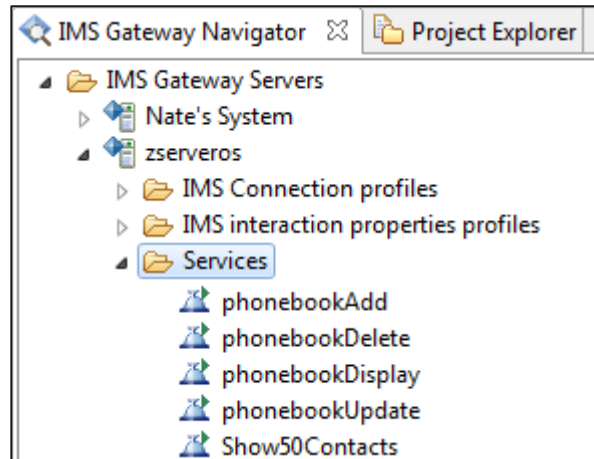 IMS Gateway Navigator Project Explorer
IMS Gateway Servers
Nate's System
zserveros
IMS Connection profiles
IMS interaction properties profiles
Services
phonebookAdd
phonebookDelete
phonebookDisplay
phonebookUpdate
Show50Contacts